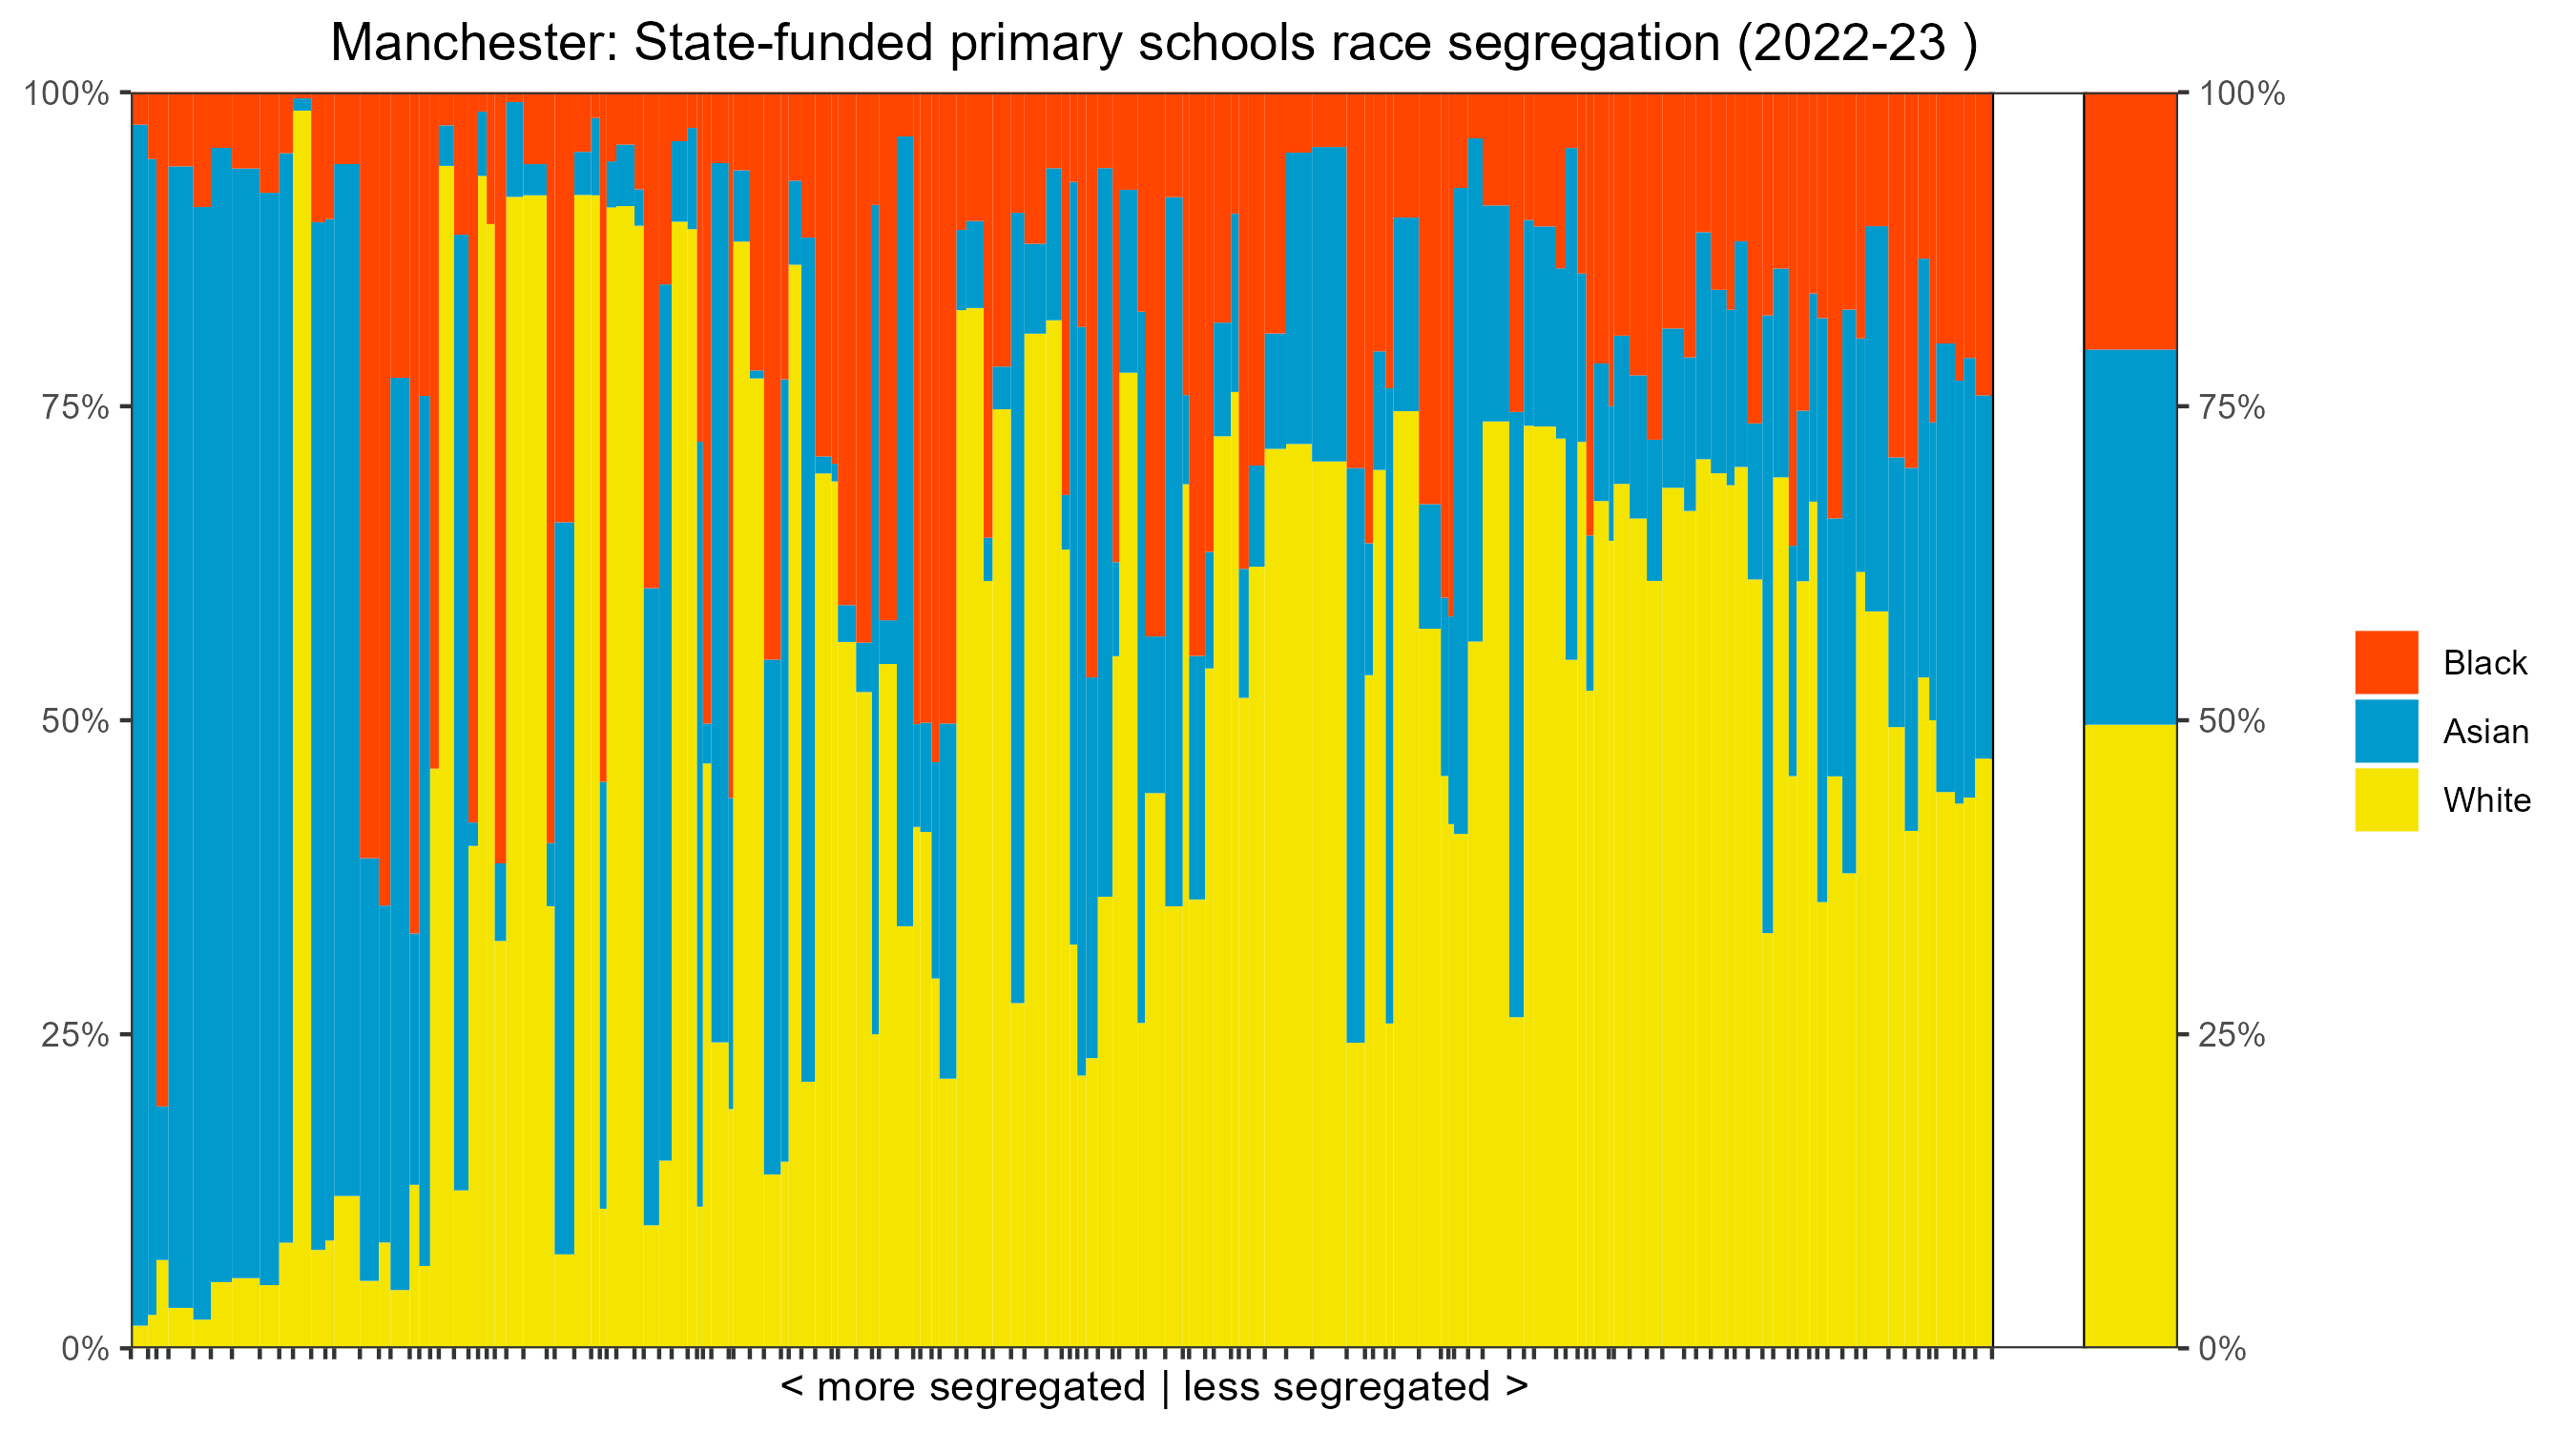 Manchester: State-funded primary schools race segregation (2022-23 )
100%
75%
50%
25%
0%
100%
75%
50%
25%
0%
Black
Asian
White
< more segregated | less segregated >